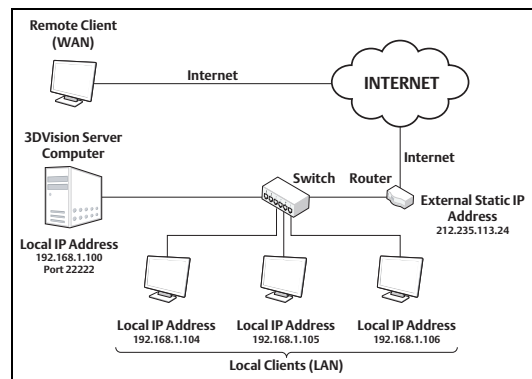 Remote Client
(WAN)
Internet
INTERNET
3DVision Server
Computer
Internet
Switch
Router
External Static IP
Address
212.235.113.24
Local IP Address
192.168.1.100
Port 22222
Local IP Address
192.168.1.104
Local IP Address
192.168.1.105
Local IP Address
192.168.1.106
Local Clients (LAN)